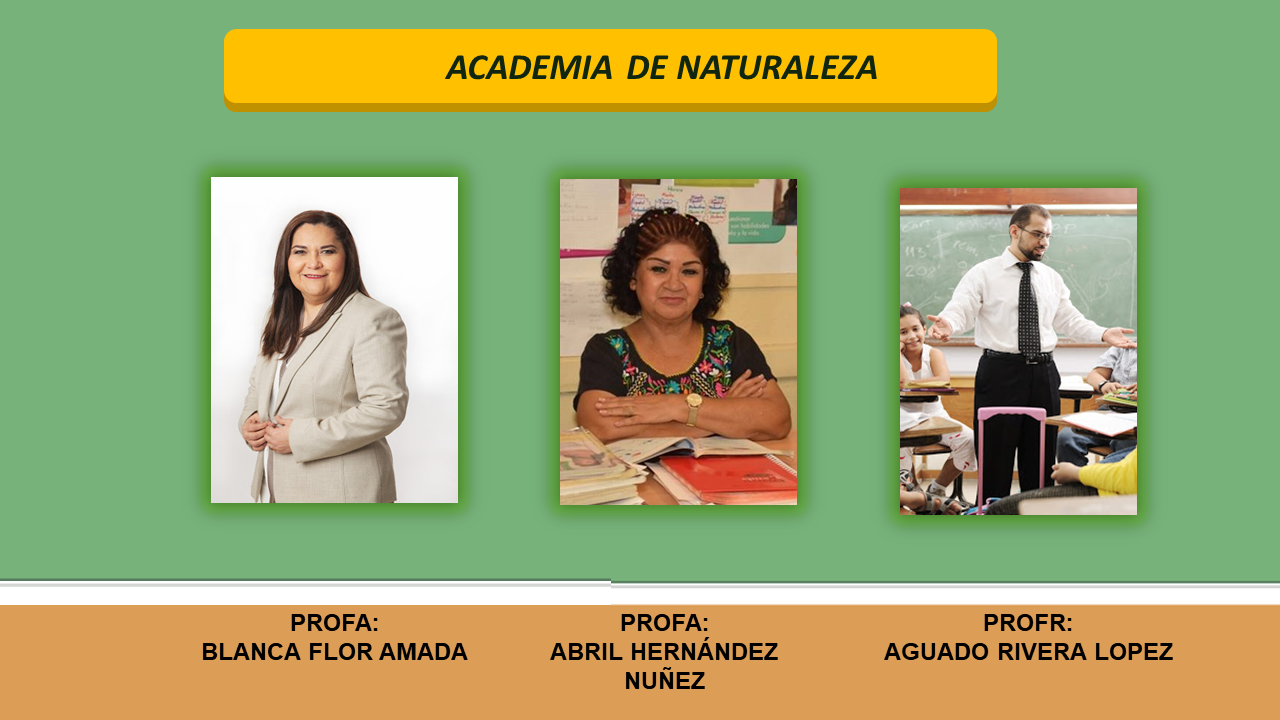 ACADEMIA DE NATURALEZA
PROFA:
BLANCA FLOR AMADA
PROFA:
ABRIL HERNÁNDEZ
NUÑEZ
PROFR:
AGUADO RIVERA LOPEZ